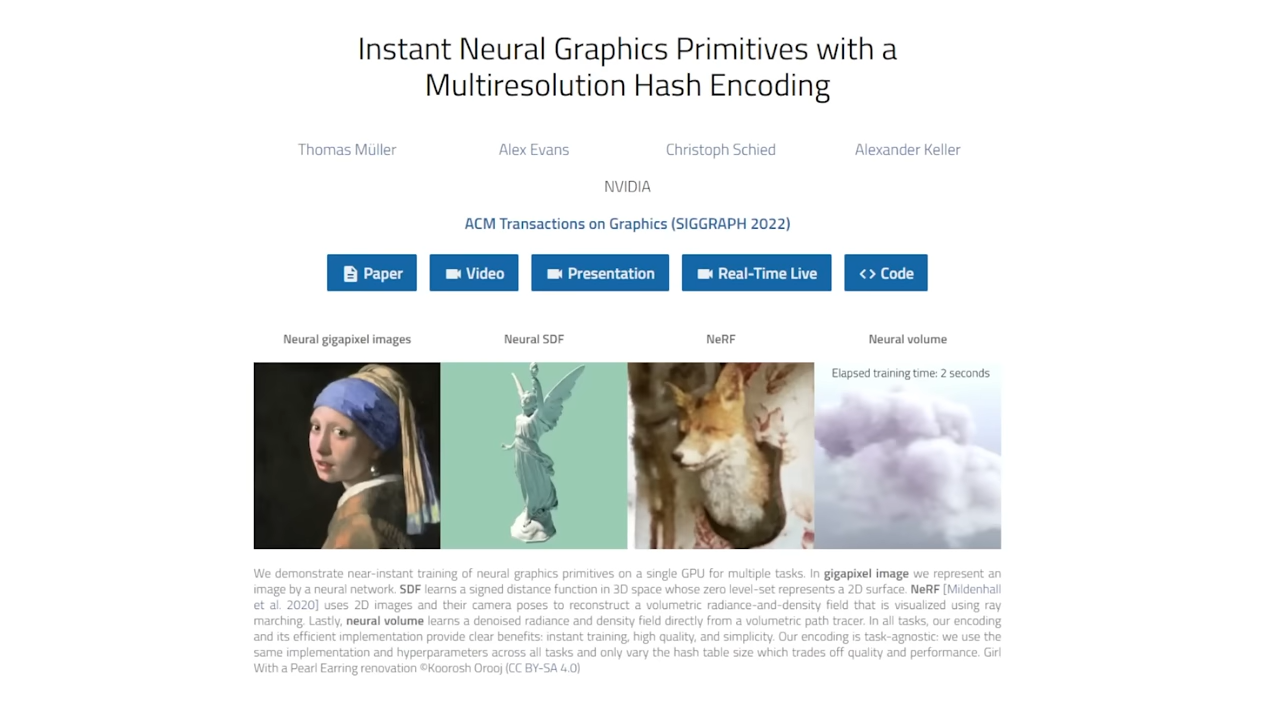 Instant Neural Graphics Primitives with a
Multiresolution Hash Encoding
Thomas Müller
Alex Evans
Christoph Schied
Alexander Keller
NVIDIA
ACM Transactions on Graphics (SIGGRAPH 2022)
Paper
Video
Presentation
Real-Time Live
<> Code
Neural gigapixel images
Neural SDF
NeRF
Neural volume
Elapsed training time: 2 seconds
We demonstrate near-instant training of neural graphics primitives on a single GPU for multiple tasks. In gigapixel image we represent an
image by a neural network. SDF learns a signed distance function in 3D space whose zero level-set represents a 2D surface. NeRF [Mildenhall
et al. 2020] uses 2D images and their camera poses to reconstruct a volumetric radiance-and-density field that is visualized using ray
marching. Lastly, neural volume learns a denoised radiance and density field directly from a volumetric path tracer. In all tasks, our encoding
and its efficient implementation provide clear benefits: instant training, high quality, and simplicity. Our encoding is task-agnostic: we use the
same implementation and hyperparameters across all tasks and only vary the hash table size which trades off quality and performance. Girl
With a Pearl Earring renovation ©Koorosh Orooj (CC BY-SA 4.0)